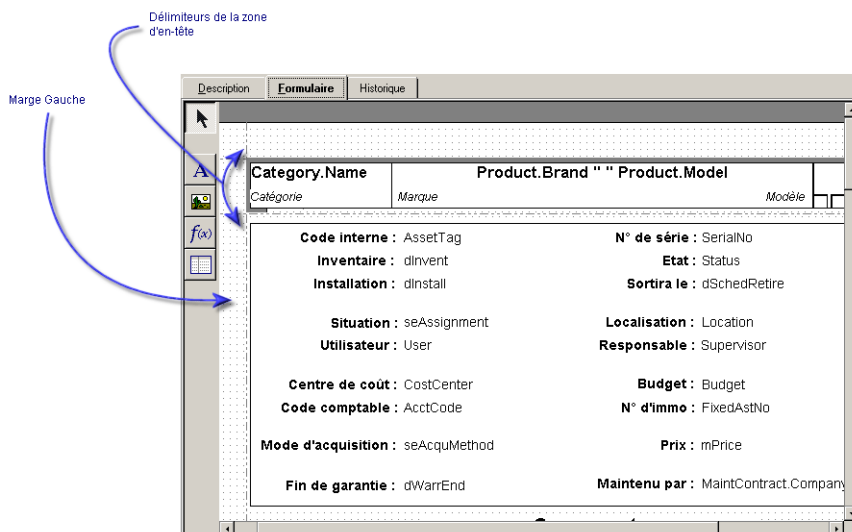 Délimiteurs de la zone
d'en-tête
Marge Gauche
Description Formulaire Historique
A
f(x)
Category.Name Product.Brand " " Product.Model
Catégorie Marque Modèle
Code interne : AssetTag N° de série : SerialNo
Inventaire : dInvent Etat : Status
Installation : dInstall Sortira le : dSchedRetire
Situation : seAssignment Localisation : Location
Utilisateur : User Responsable : Supervisor
Centre de coût : CostCenter Budget : Budget
Code comptable : AcctCode N° d'immo : FixedAstNo
Mode d'acquisition : seAcquMethod Prix : mPrice
Fin de garantie : dWarrEnd Maintenu par : MaintContract.Company